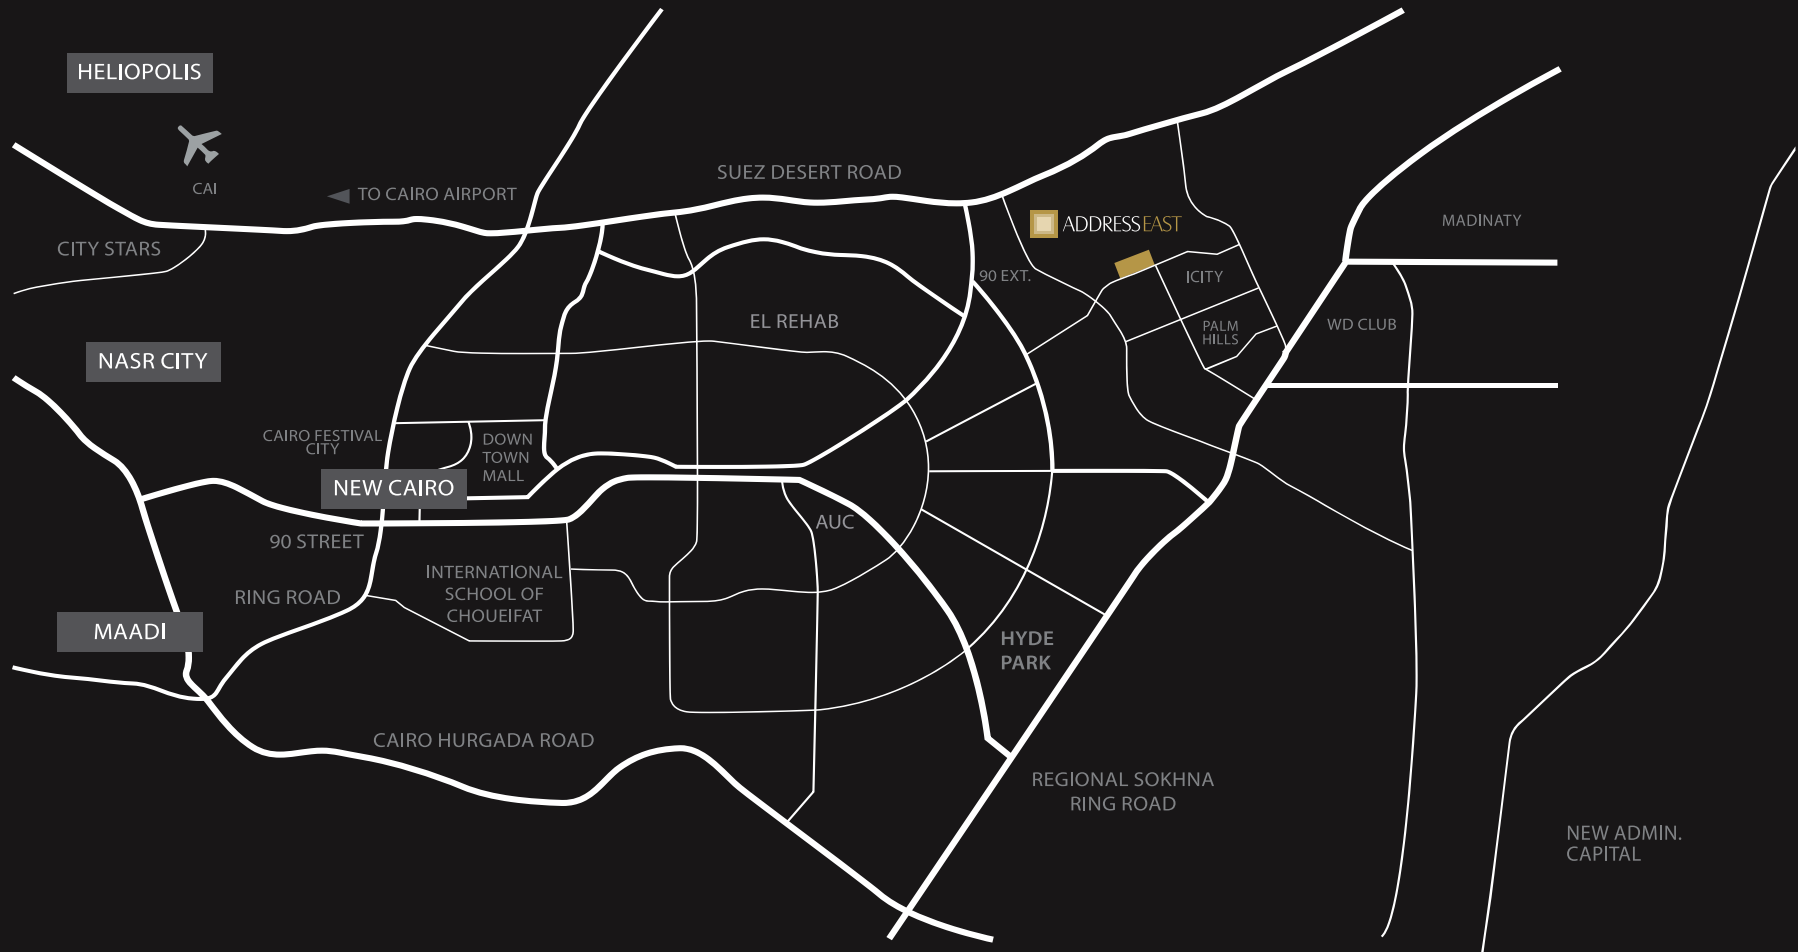 HELIOPOLIS
CAI
SUEZ DESERT ROAD
TO CAIRO AIRPORT
ADDRESSEAST
MADINATY
CITY STARS
90 EXT.
ICITY
EL REHAB
PALM
HILLS
WD CLUB
NASR CITY
CAIRO FESTIVAL
CITY
DOWN
TOWN
MALL
NEW CAIRO
AUC
90 STREET
INTERNATIONAL
SCHOOL OF
CHOUEIFAT
RING ROAD
MAADI
HYDE
PARK
CAIRO HURGADA ROAD
REGIONAL SOKHNA
RING ROAD
NEW ADMIN.
CAPITAL